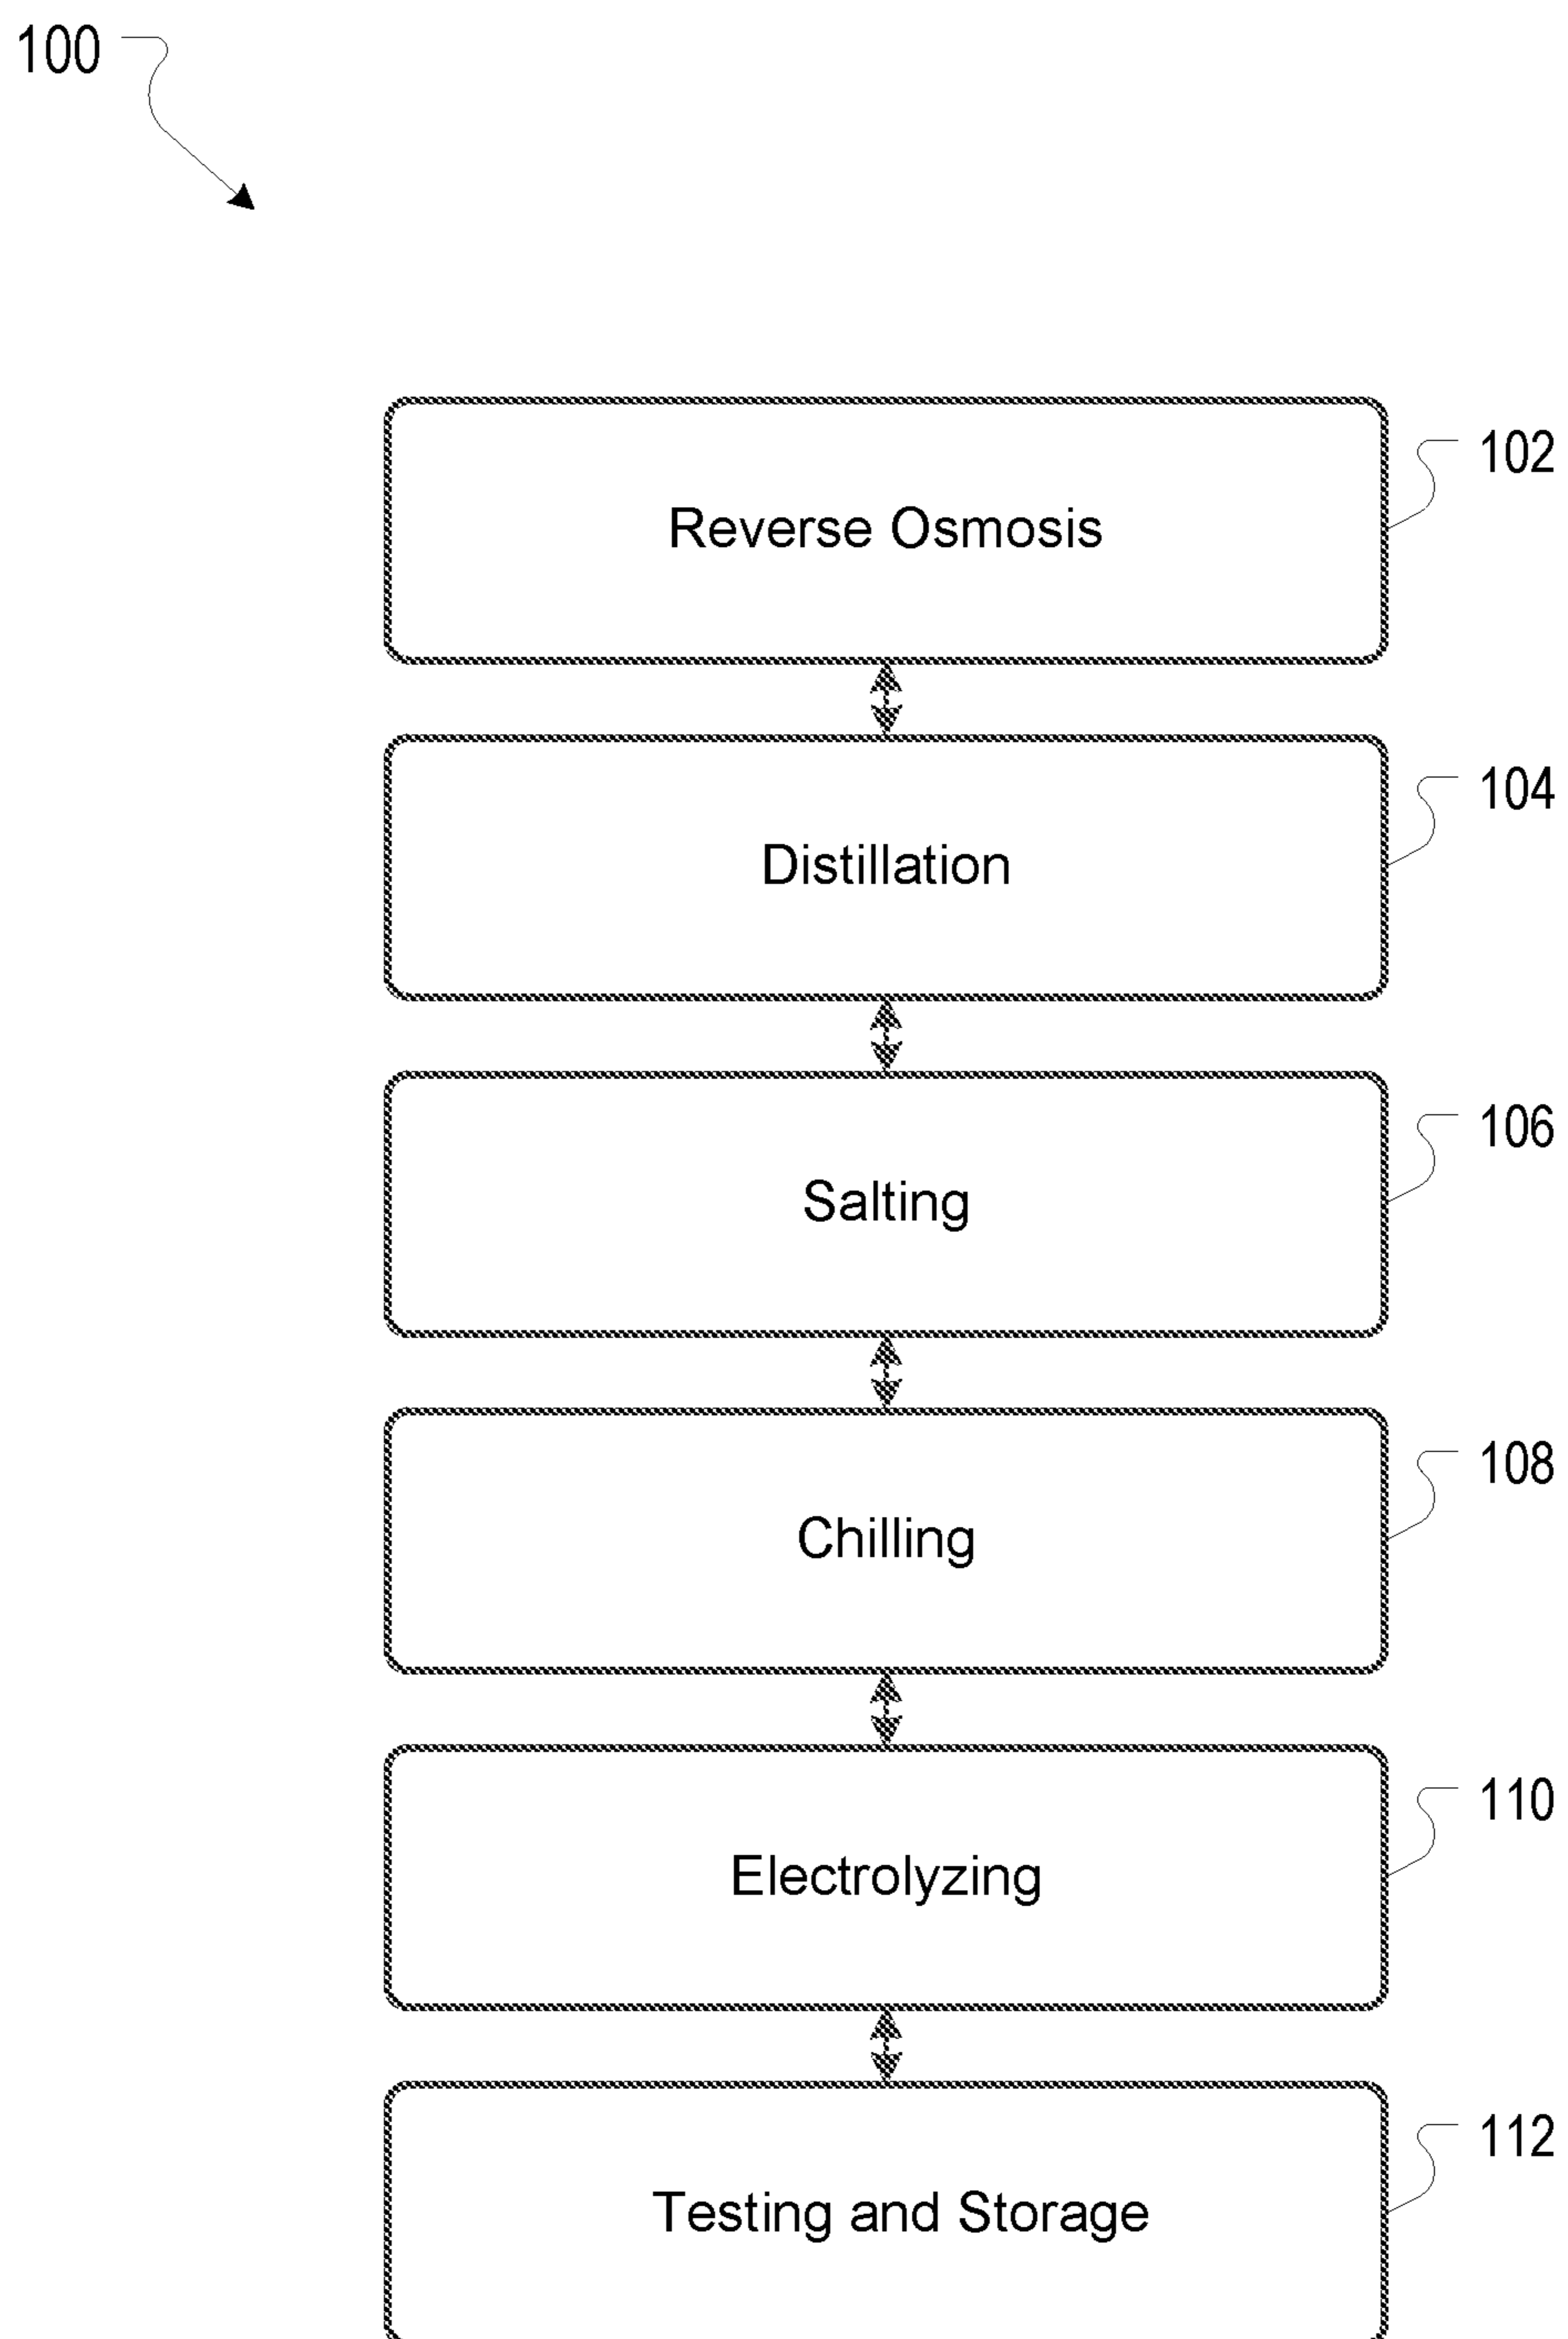 100
Reverse Osmosis
102
Distillation
104
Salting
106
Chilling
108
Electrolyzing
110
Testing and Storage
112